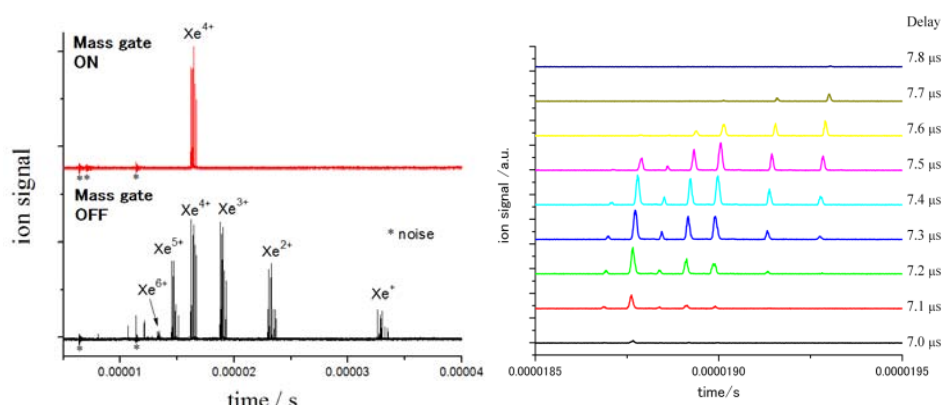 Mass gate
ON
Xe4+
**
*
Mass gate
OFF
Xe6+
Xe5+
Xe4+
Xe3+
Xe2+
Xe+
* noise
*
*
ion signal
0.00001
0.00002
0.00003
0.00004
time / s
Delay
7.8 μs
7.7 μs
7.6 μs
7.5 μs
7.4 μs
7.3 μs
7.2 μs
7.1 μs
7.0 μs
ion signal /a.u.
0.0000185
0.0000190
0.0000195
time/ s